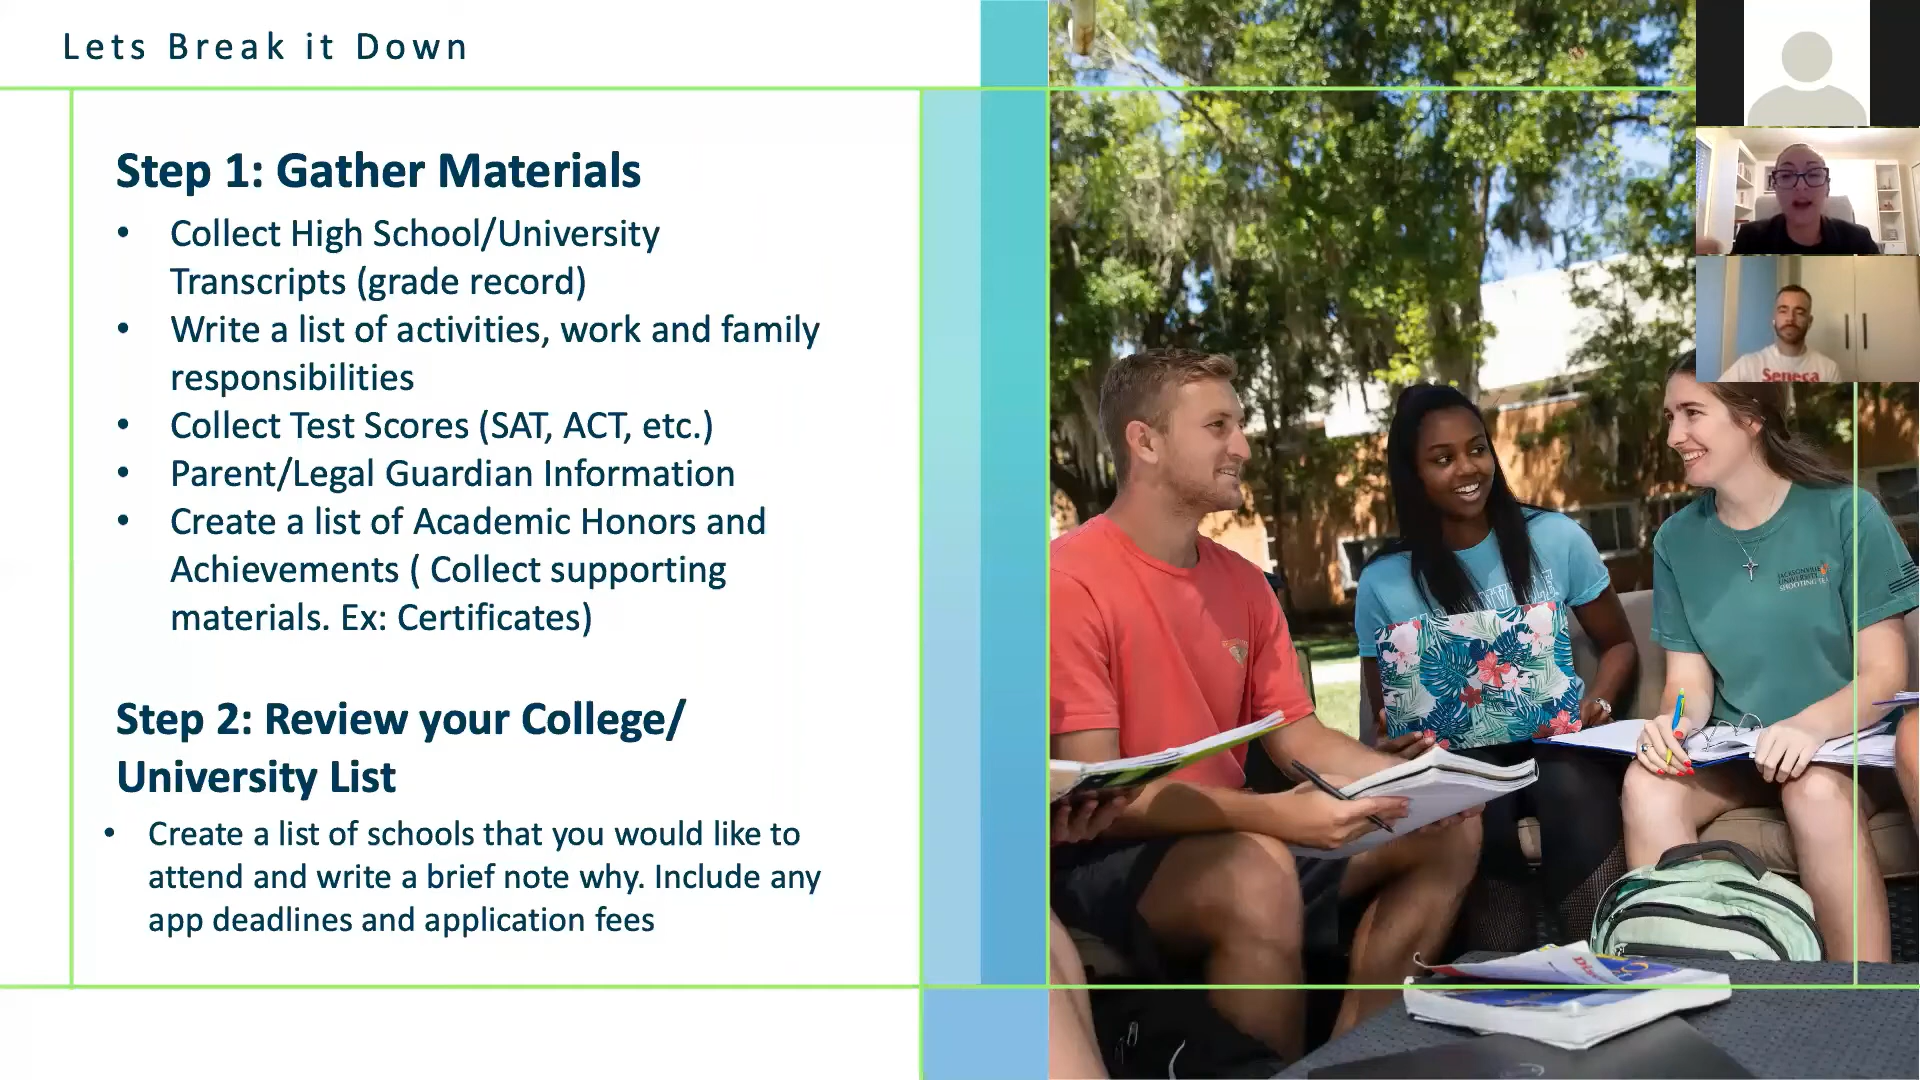 Lets Break it Down
Step 1: Gather Materials
• Collect High School/University
Transcripts (grade record)
• Write a list of activities, work and family
responsibilities
• Collect Test Scores (SAT, ACT, etc.)
• Parent/Legal Guardian Information
• Create a list of Academic Honors and
Achievements ( Collect supporting
materials. Ex: Certificates)
Step 2: Review your College/
University List
• Create a list of schools that you would like to
attend and write a brief note why. Include any
app deadlines and application fees
Seneca
JACKSONVILLE
UNIVERSITY
SHOOTING